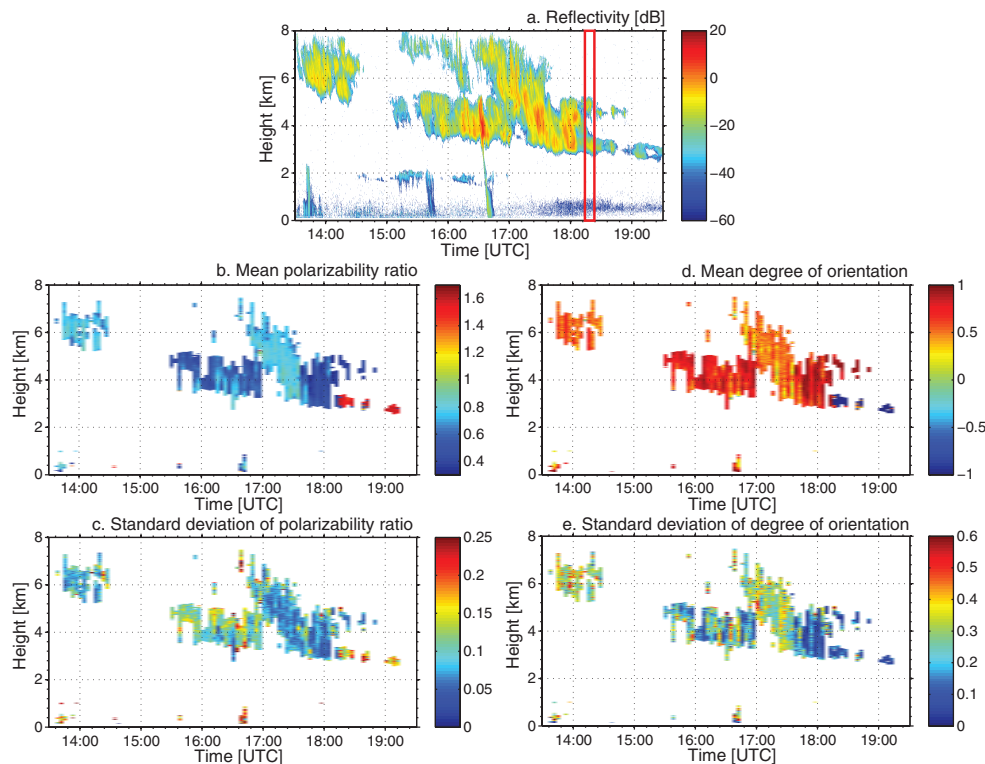 a. Reflectivity [dB]
8
6
4
2
0
Height [km]
14:00 15:00 16:00 17:00 18:00 19:00
Time [UTC]
20
0
−20
−40
−60
b. Mean polarizability ratio
8
6
4
2
0
Height [km]
14:00 15:00 16:00 17:00 18:00 19:00
Time [UTC]
1.6
1.4
1.2
1
0.8
0.6
0.4
d. Mean degree of orientation
8
6
4
2
0
Height [km]
14:00 15:00 16:00 17:00 18:00 19:00
Time [UTC]
1
0.5
0
−0.5
−1
c. Standard deviation of polarizability ratio
8
6
4
2
0
Height [km]
14:00 15:00 16:00 17:00 18:00 19:00
Time [UTC]
0.25
0.2
0.15
0.1
0.05
0
e. Standard deviation of degree of orientation
8
6
4
2
0
Height [km]
14:00 15:00 16:00 17:00 18:00 19:00
Time [UTC]
0.6
0.5
0.4
0.3
0.2
0.1
0